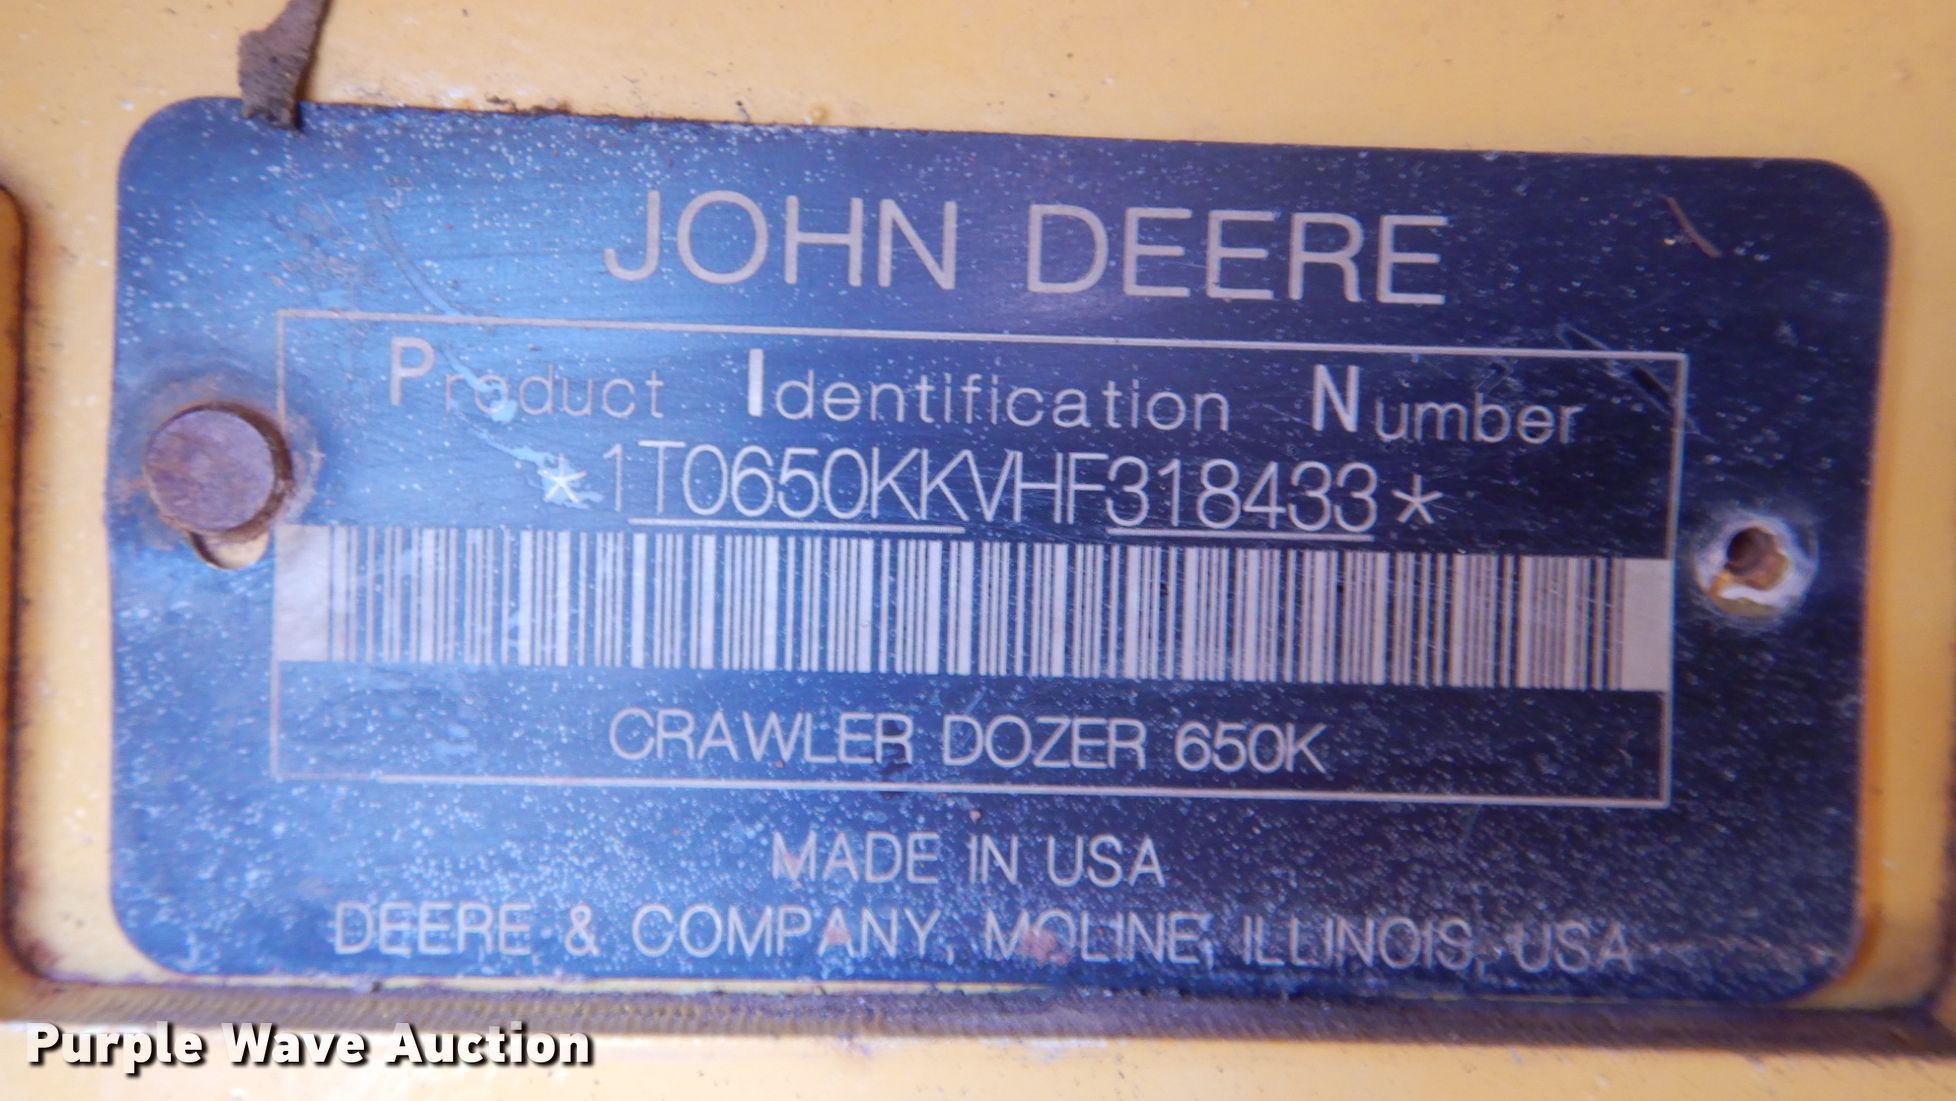 JOHN DEERE
Product Identification Number
*1T0650KKVHF318433*
CRAWLER DOZER 650K
MADE IN USA
DEERE & COMPANY, MOLINE, ILLINOIS, USA
Purple Wave Auction